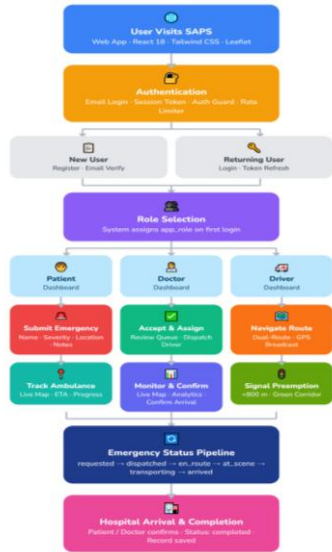 User Visits SAPS
Web App · React 18 · Tailwind CSS · Leaflet
Authentication
Email Login · Session Token · Auth Guard · Rate
Limiter
New User
Register · Email Verify
Returning User
Login · Token Refresh
Role Selection
System assigns app_role on first login
Patient
Dashboard
Doctor
Dashboard
Driver
Dashboard
Submit Emergency
Name · Severity · Location
· Notes
Accept & Assign
Review Queue · Dispatch
Driver
Navigate Route
Dual-Route · GPS
Broadcast
Track Ambulance
Live Map · ETA · Progress
Monitor & Confirm
Live Map · Analytics ·
Confirm Arrival
Signal Preemption
<800 m · Green Corridor
Emergency Status Pipeline
requested → dispatched → en_route → at_scene →
transporting → arrived
Hospital Arrival & Completion
Patient / Doctor confirms · Status: completed ·
Record saved